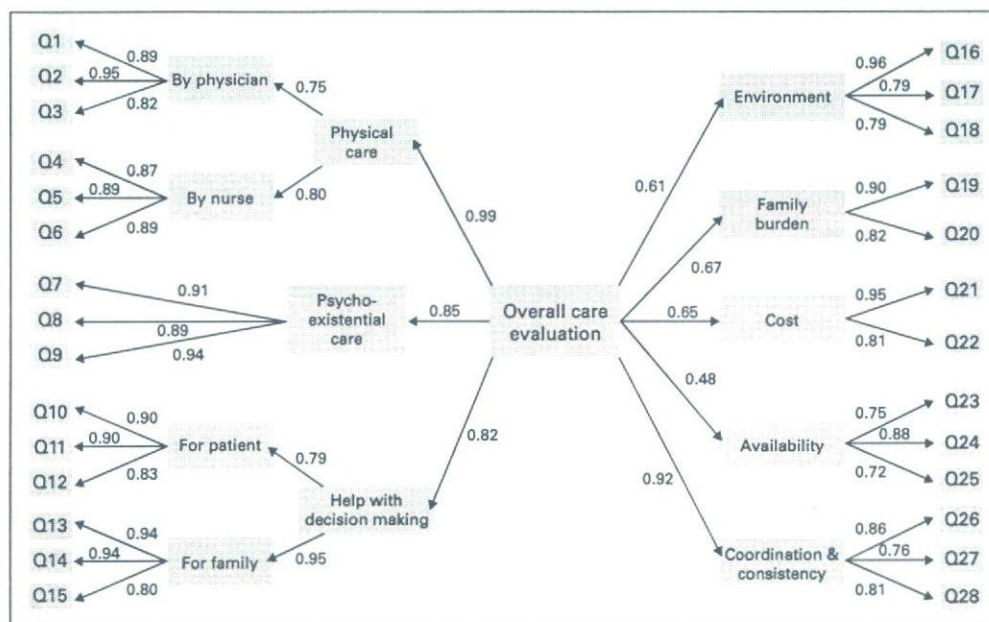 Q1
0.89
Q2
0.95
By physician
Q3
0.82
0.75
Physical
care
Q4
0.87
Q5
0.89
By nurse
0.80
Q6
0.89
0.99
Q7
0.91
Q8
Psycho-
existential
care
0.85
0.89
Q9
0.94
Overall care
evaluation
Q10
0.90
Q11
0.90
For patient
Q12
0.83
0.79
0.82
Help with
decision making
Q13
0.94
Q14
0.94
For family
0.95
Q15
0.80
0.61
Environment
0.96
Q16
0.79
Q17
0.79
Q18
0.67
Family
burden
0.90
Q19
0.82
Q20
0.65
Cost
0.95
Q21
0.81
Q22
0.48
Availability
0.75
Q23
0.88
Q24
0.72
Q25
0.92
Coordination &
consistency
0.86
Q26
0.76
Q27
0.81
Q28